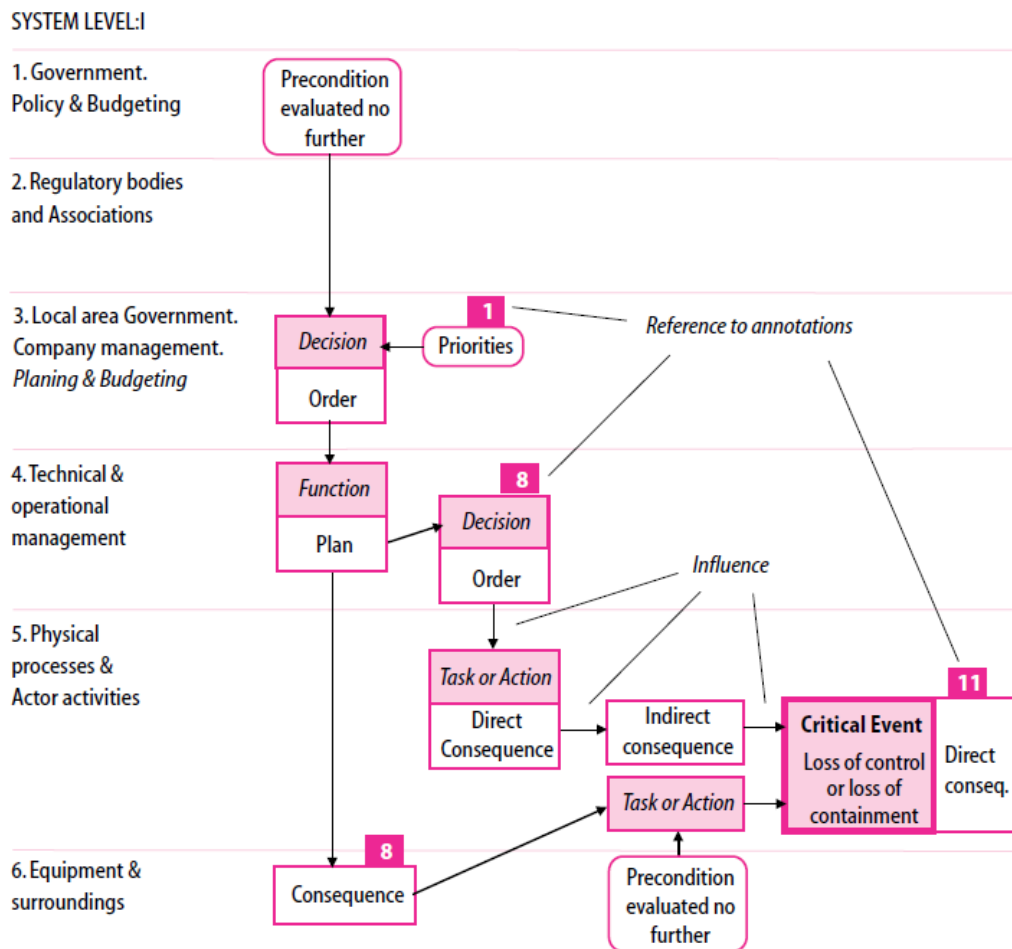 SYSTEM LEVEL:I
1. Government.
Policy & Budgeting
Precondition
evaluated no
further
2. Regulatory bodies
and Associations
3. Local area Government.
Company management.
Planing & Budgeting
Decision
Order
1
Priorities
Reference to annotations
4. Technical &
operational
management
Function
Plan
8
Decision
Order
Influence
5. Physical
processes &
Actor activities
Task or Action
Direct
Consequence
Indirect
consequence
Task or Action
11
Critical Event
Loss of control
or loss of
containment
Direct
conseq.
6. Equipment &
surroundings
8
Consequence
Precondition
evaluated no
further